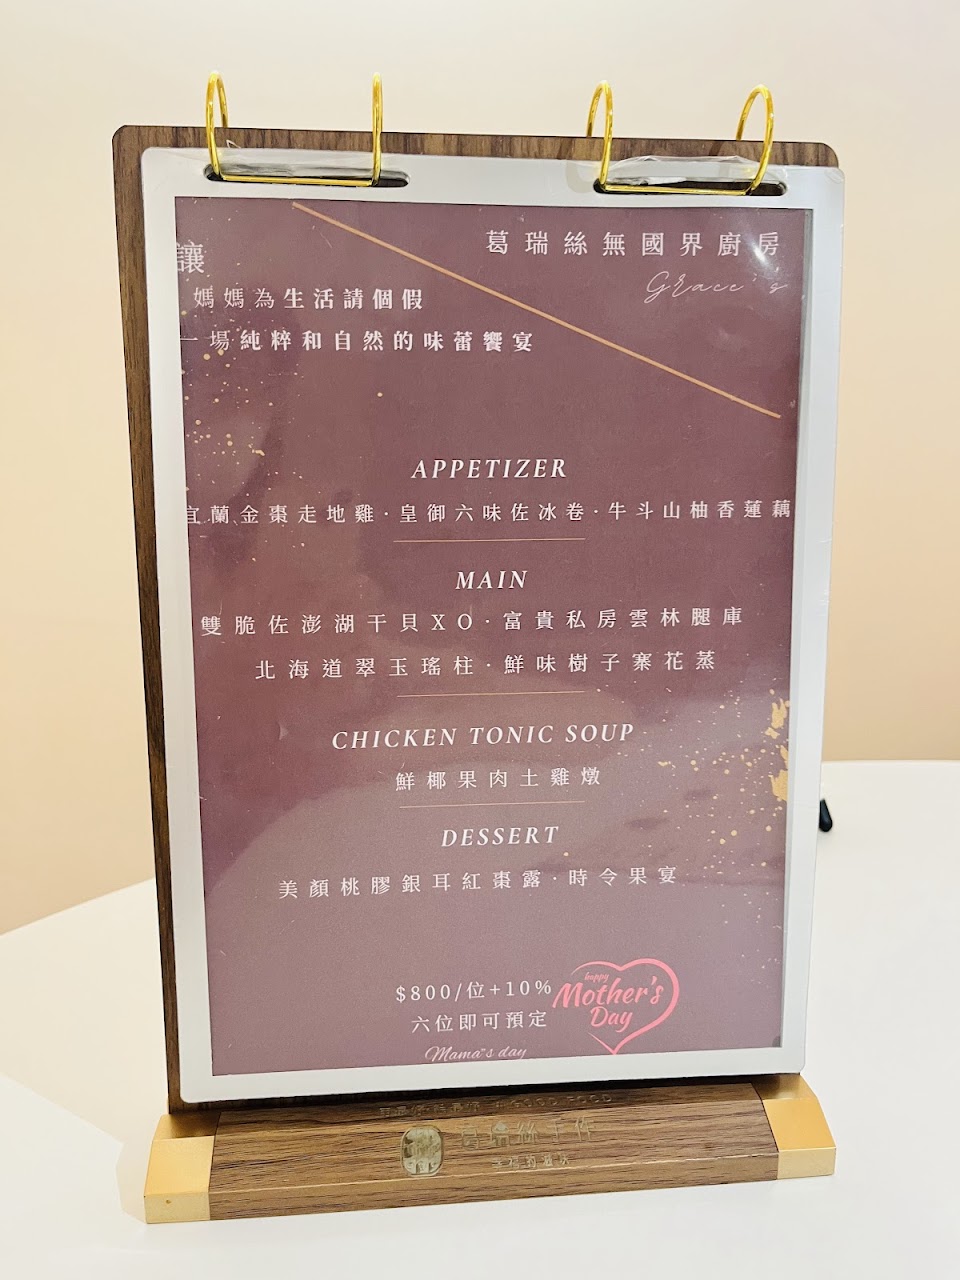 葛瑞絲無國界廚房
Grace's
讓
媽媽為生活請個假
一場純粹和自然的味蕾饗宴
APPETIZER
宜蘭金棗走地雞·皇御六味佐冰卷·牛斗山柚香蓮藕
MAIN
雙脆佐澎湖干貝XO·富貴私房雲林腿庫
北海道翠玉瑤柱·鮮味樹子寨花蒸
CHICKEN TONIC SOUP
鮮椰果肉土雞燉
DESSERT
美顏桃膠銀耳紅棗露·時令果宴
$800/位+10%
六位即可預定
happy
Mother's
Day
Mama"s day
葛瑞絲手作